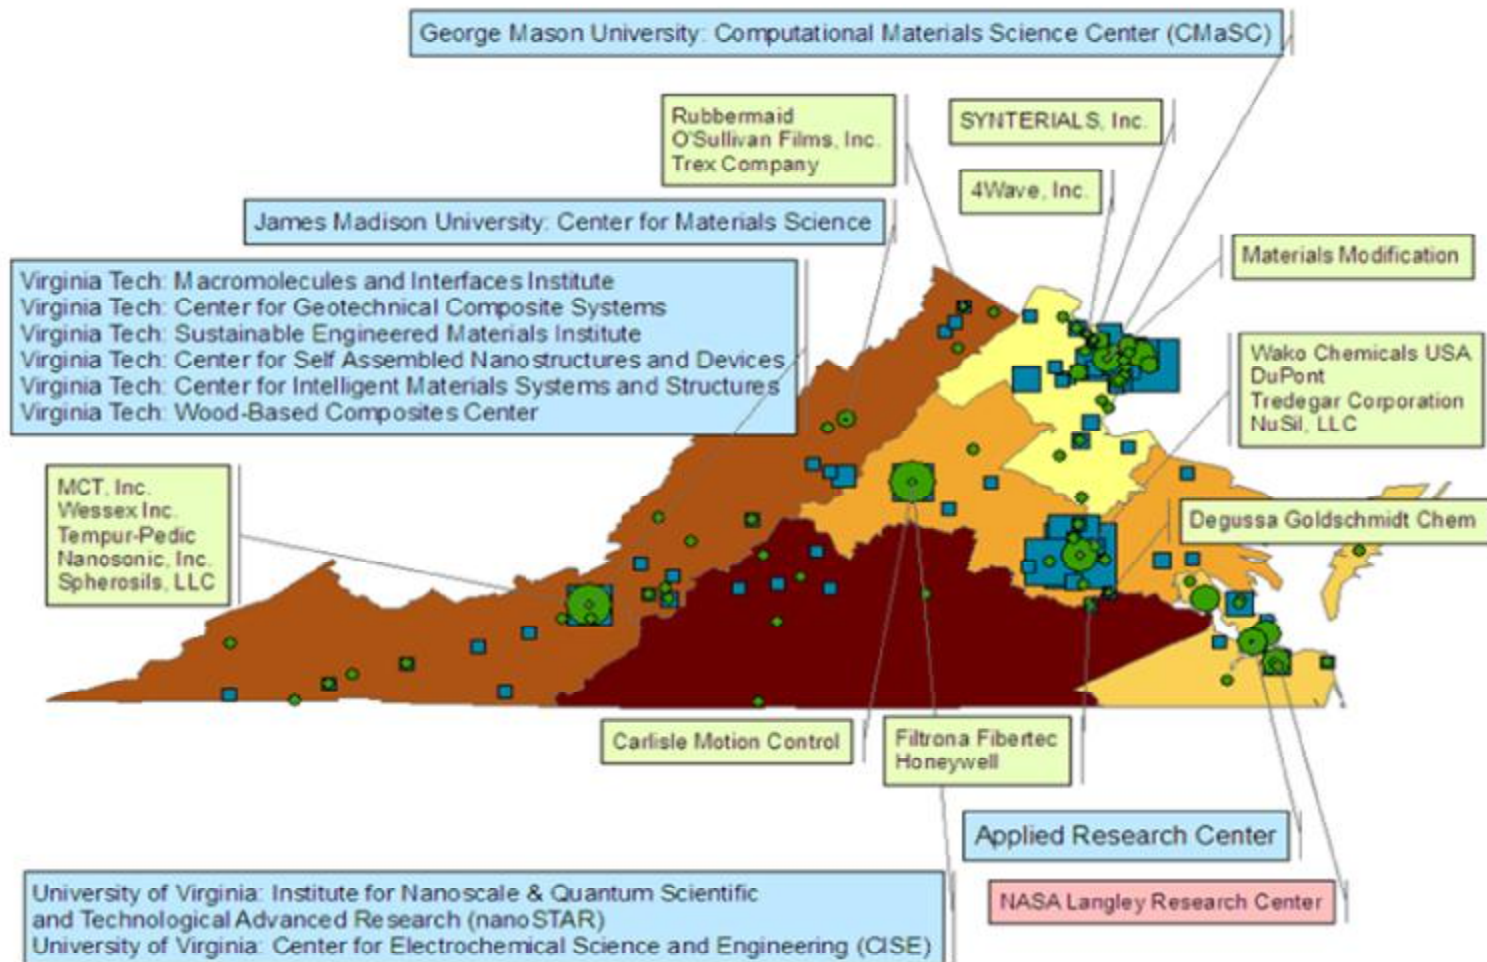 George Mason University: Computational Materials Science Center (CMaSC)
Rubbermaid
O'Sullivan Films, Inc.
Trex Company
SYNTERIALS, Inc.
4Wave, Inc.
James Madison University: Center for Materials Science
Materials Modification
Virginia Tech: Macromolecules and Interfaces Institute
Virginia Tech: Center for Geotechnical Composite Systems
Virginia Tech: Sustainable Engineered Materials Institute
Virginia Tech: Center for Self Assembled Nanostructures and Devices
Virginia Tech: Center for Intelligent Materials Systems and Structures
Virginia Tech: Wood-Based Composites Center
Wako Chemicals USA
DuPont
Tredegar Corporation
NuSil, LLC
MCT, Inc.
Wessex Inc.
Tempur-Pedic
Nanosonic, Inc.
Spherosils, LLC
Degussa Goldschmidt Chem
Carlisle Motion Control
Filtrona Fibertec
Honeywell
Applied Research Center
NASA Langley Research Center
University of Virginia: Institute for Nanoscale & Quantum Scientific
and Technological Advanced Research (nanoSTAR)
University of Virginia: Center for Electrochemical Science and Engineering (CISE)